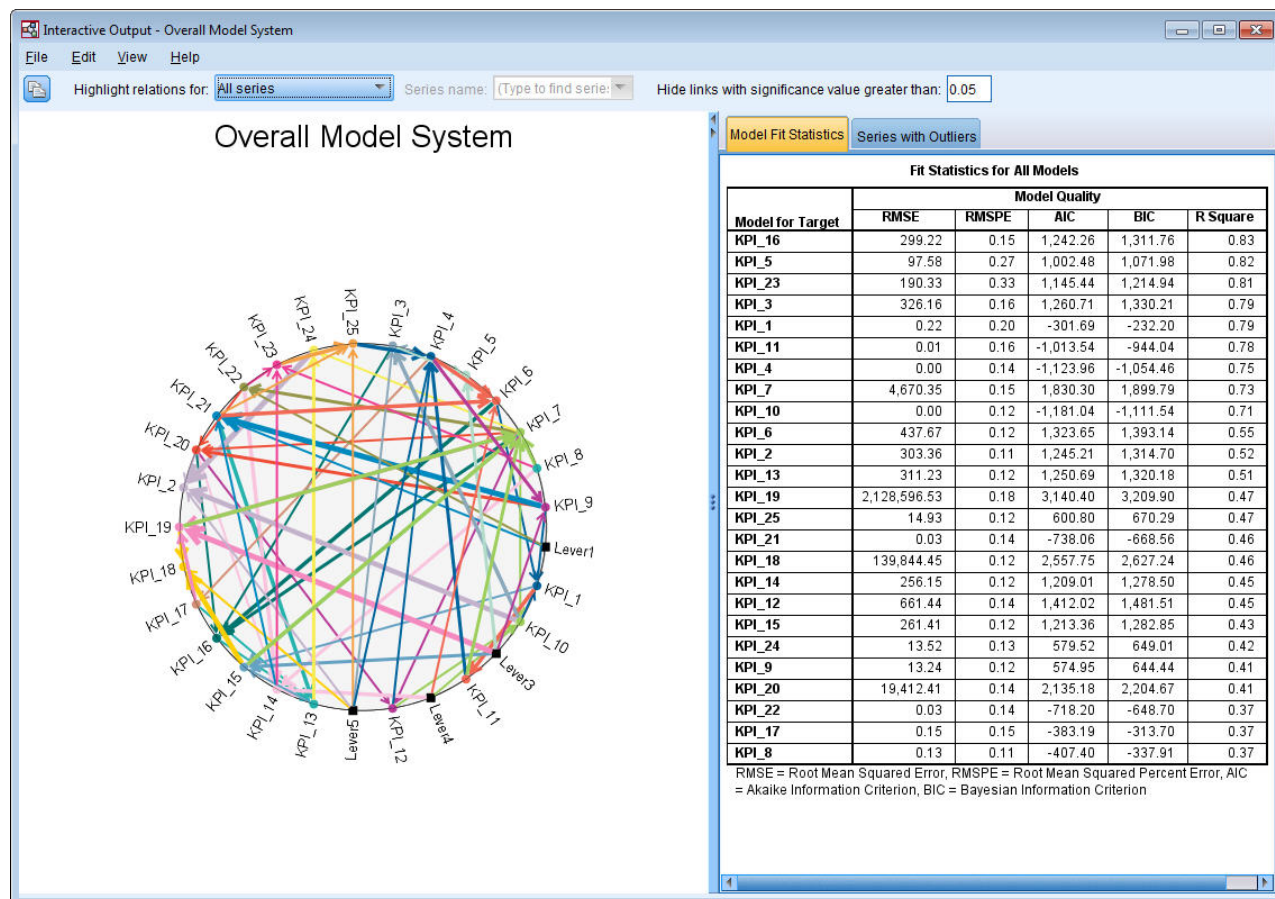 Interactive Output - Overall Model System
File Edit View Help
Highlight relations for: All series Series name: (Type to find serie: Hide links with significance value greater than: 0.05
Overall Model System
KPI_3
KPI_4
KPI_5
KPI_6
KPI_7
KPI_8
KPI_9
Lever1
KPI_1
KPI_10
Lever3
KPI_11
Lever4
KPI_12
Lever5
KPI_13
KPI_14
KPI_15
KPI_16
KPI_17
KPI_18
KPI_19
KPI_2
KPI_20
KPI_21
KPI_22
KPI_23
KPI_24
KPI_25
Model Fit Statistics Series with Outliers
Fit Statistics for All Models
Model Quality
Model for Target RMSE RMSPE AIC BIC R Square
KPI_16 299.22 0.15 1,242.26 1,311.76 0.83
KPI_5 97.58 0.27 1,002.48 1,071.98 0.82
KPI_23 190.33 0.33 1,145.44 1,214.94 0.81
KPI_3 326.16 0.16 1,260.71 1,330.21 0.79
KPI_1 0.22 0.20 -301.69 -232.20 0.79
KPI_11 0.01 0.16 -1,013.54 -944.04 0.78
KPI_4 0.00 0.14 -1,123.96 -1,054.46 0.75
KPI_7 4,670.35 0.15 1,830.30 1,899.79 0.73
KPI_10 0.00 0.12 -1,181.04 -1,111.54 0.71
KPI_6 437.67 0.12 1,323.65 1,393.14 0.55
KPI_2 303.36 0.11 1,245.21 1,314.70 0.52
KPI_13 311.23 0.12 1,250.69 1,320.18 0.51
KPI_19 2,128,596.53 0.18 3,140.40 3,209.90 0.47
KPI_25 14.93 0.12 600.80 670.29 0.47
KPI_21 0.03 0.14 -738.06 -668.56 0.46
KPI_18 139,844.45 0.12 2,557.75 2,627.24 0.46
KPI_14 256.15 0.12 1,209.01 1,278.50 0.45
KPI_12 661.44 0.14 1,412.02 1,481.51 0.45
KPI_15 261.41 0.12 1,213.36 1,282.85 0.43
KPI_24 13.52 0.13 579.52 649.01 0.42
KPI_9 13.24 0.12 574.95 644.44 0.41
KPI_20 19,412.41 0.14 2,135.18 2,204.67 0.41
KPI_22 0.03 0.14 -718.20 -648.70 0.37
KPI_17 0.15 0.15 -383.19 -313.70 0.37
KPI_8 0.13 0.11 -407.40 -337.91 0.37
RMSE = Root Mean Squared Error, RMSPE = Root Mean Squared Percent Error, AIC
= Akaike Information Criterion, BIC = Bayesian Information Criterion